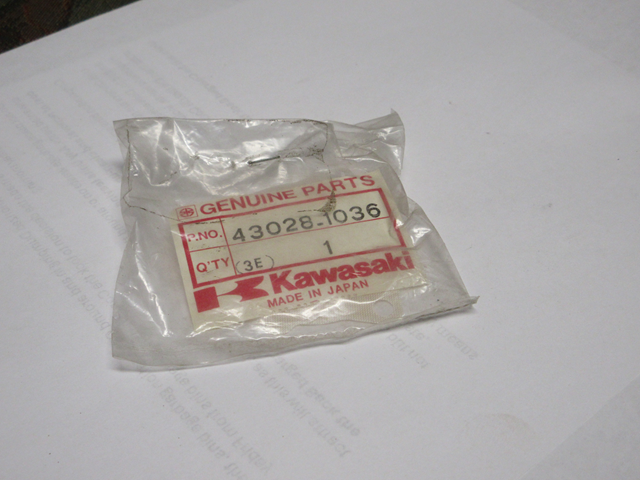 GENUINE PARTS
P.NO. 43028-1036
Q'TY (3E) 1
Kawasaki
MADE IN JAPAN